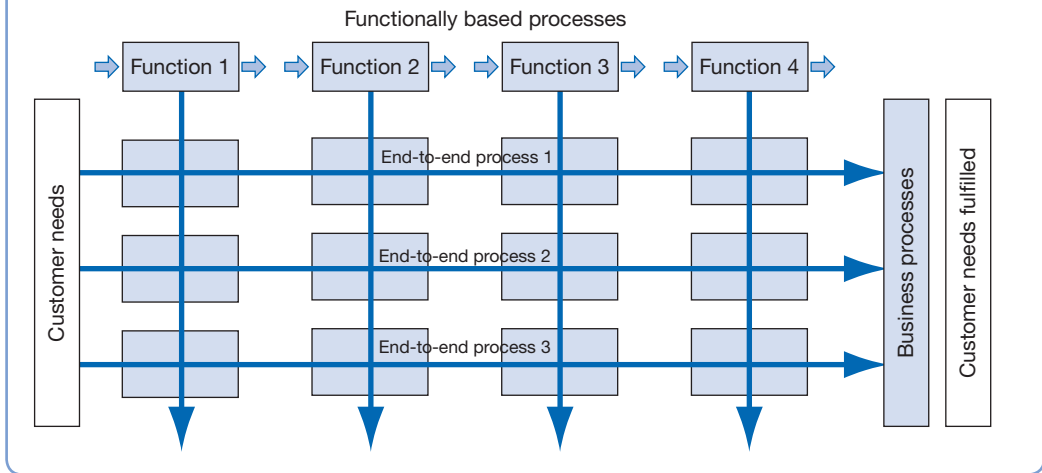 Functionally based processes
Function 1
Function 2
Function 3
Function 4
Customer needs
End-to-end process 1
End-to-end process 2
End-to-end process 3
Business processes
Customer needs fulfilled